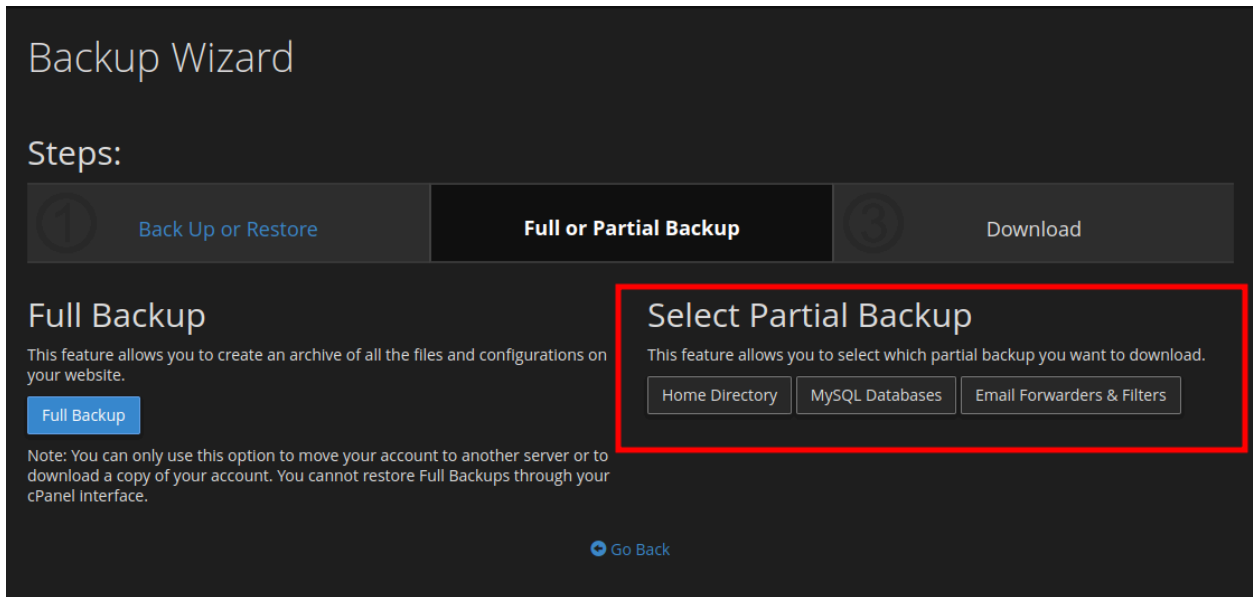 Backup Wizard
Steps:
1
Back Up or Restore
Full or Partial Backup
3
Download
Full Backup
This feature allows you to create an archive of all the files and configurations on
your website.
Full Backup
Note: You can only use this option to move your account to another server or to
download a copy of your account. You cannot restore Full Backups through your
cPanel interface.
Select Partial Backup
This feature allows you to select which partial backup you want to download.
Home Directory
MySQL Databases
Email Forwarders & Filters
Go Back